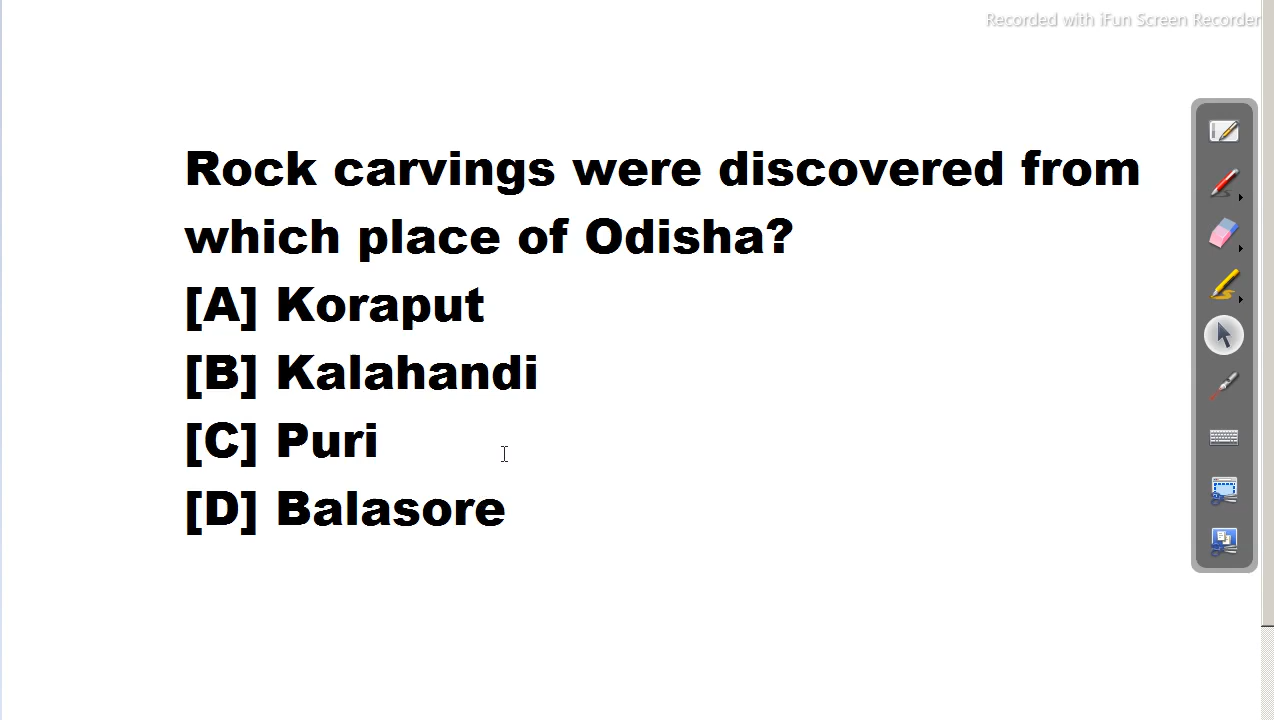 Recorded with iFun Screen Recorder
Rock carvings were discovered from
which place of Odisha?
[A] Koraput
[B] Kalahandi
[C] Puri
[D] Balasore